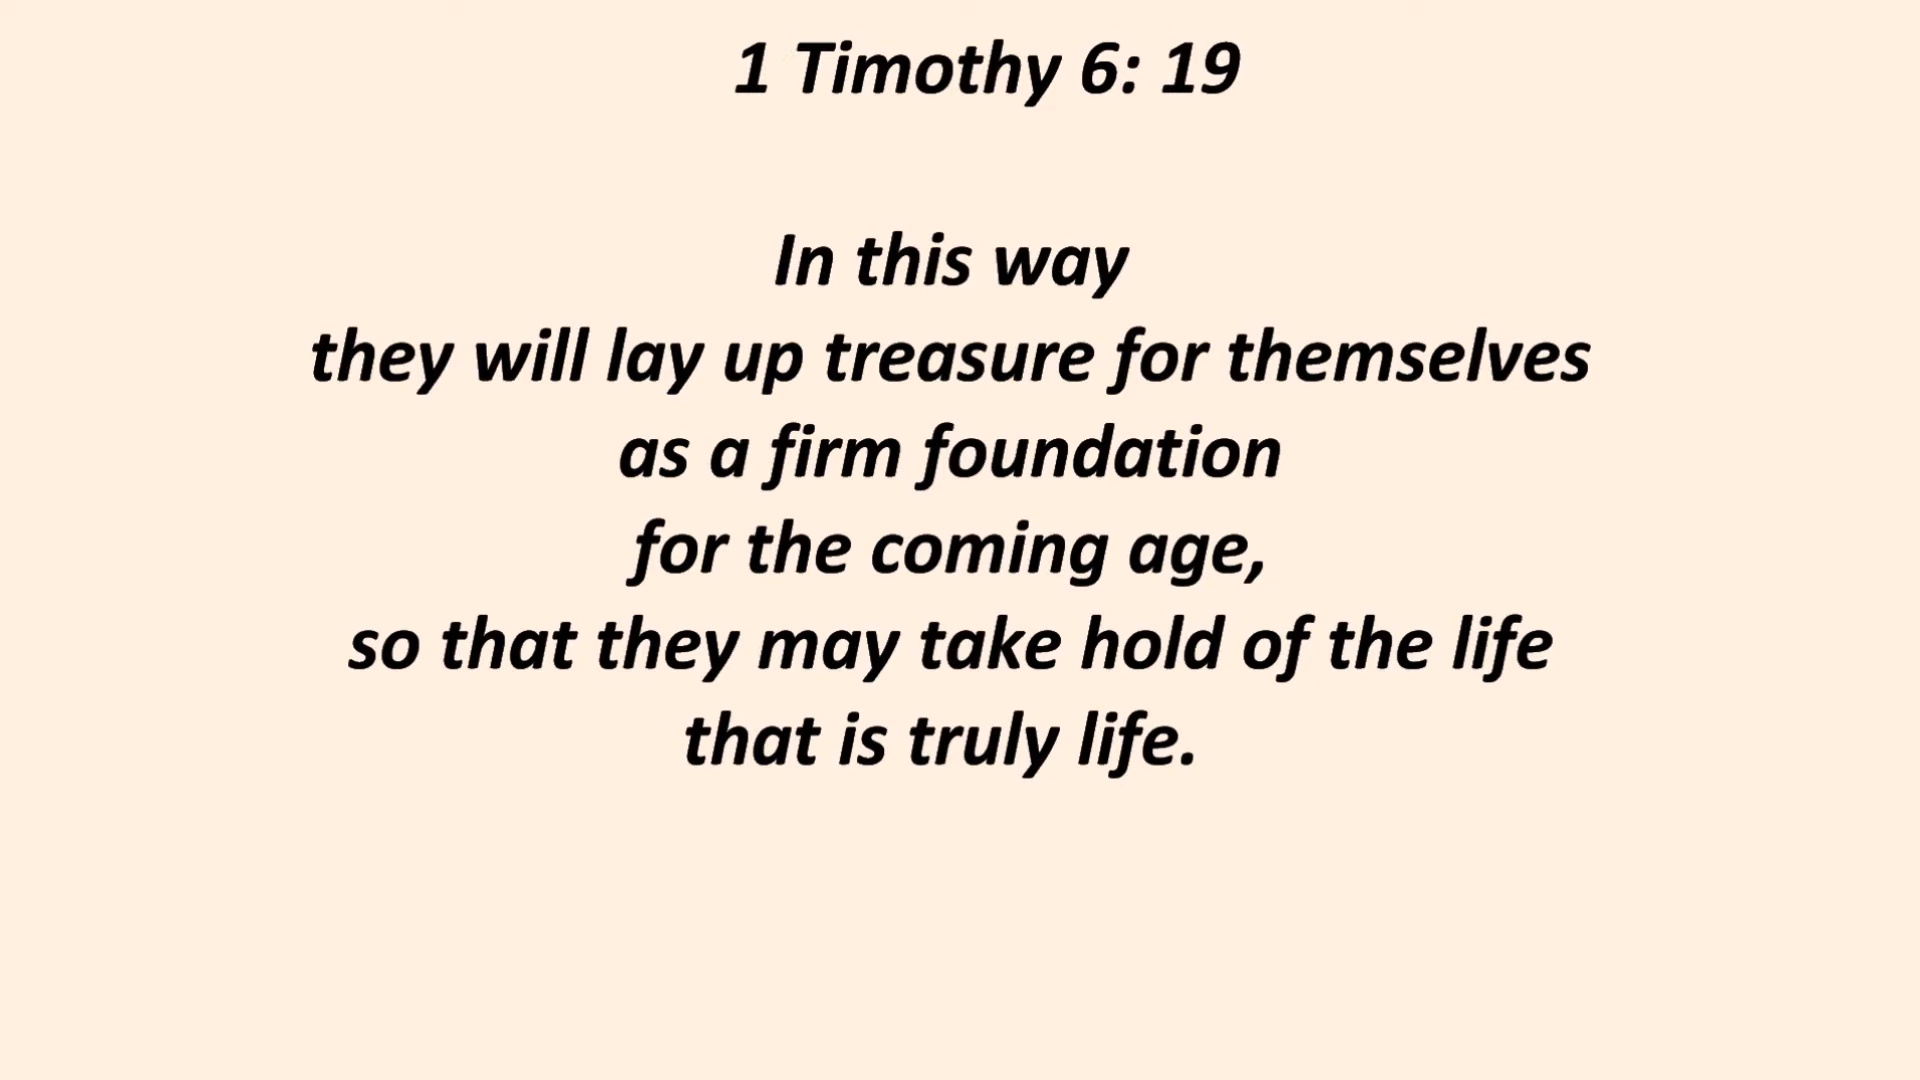 1 Timothy 6: 19
In this way
they will lay up treasure for themselves
as a firm foundation
for the coming age,
so that they may take hold of the life
that is truly life.